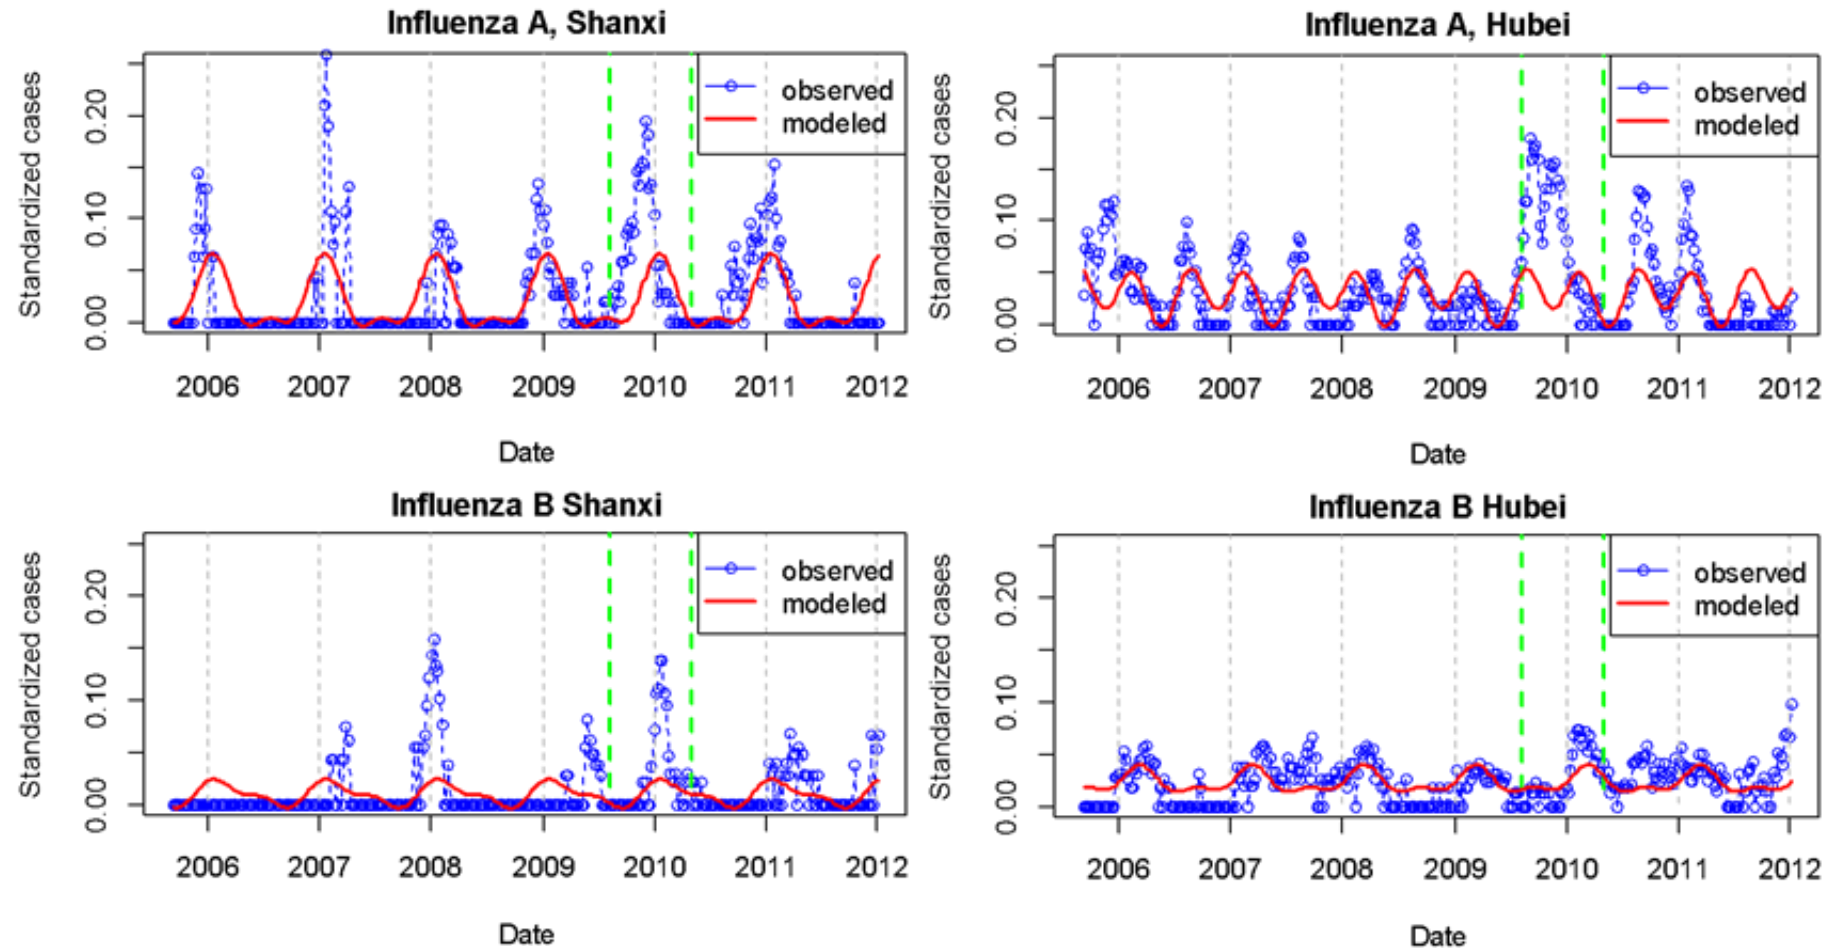 Influenza A, Shanxi
Standardized cases
0.00 0.10 0.20
observed
modeled
2006 2007 2008 2009 2010 2011 2012
Date
Influenza A, Hubei
Standardized cases
0.00 0.10 0.20
observed
modeled
2006 2007 2008 2009 2010 2011 2012
Date
Influenza B Shanxi
Standardized cases
0.00 0.10 0.20
observed
modeled
2006 2007 2008 2009 2010 2011 2012
Date
Influenza B Hubei
Standardized cases
0.00 0.10 0.20
observed
modeled
2006 2007 2008 2009 2010 2011 2012
Date